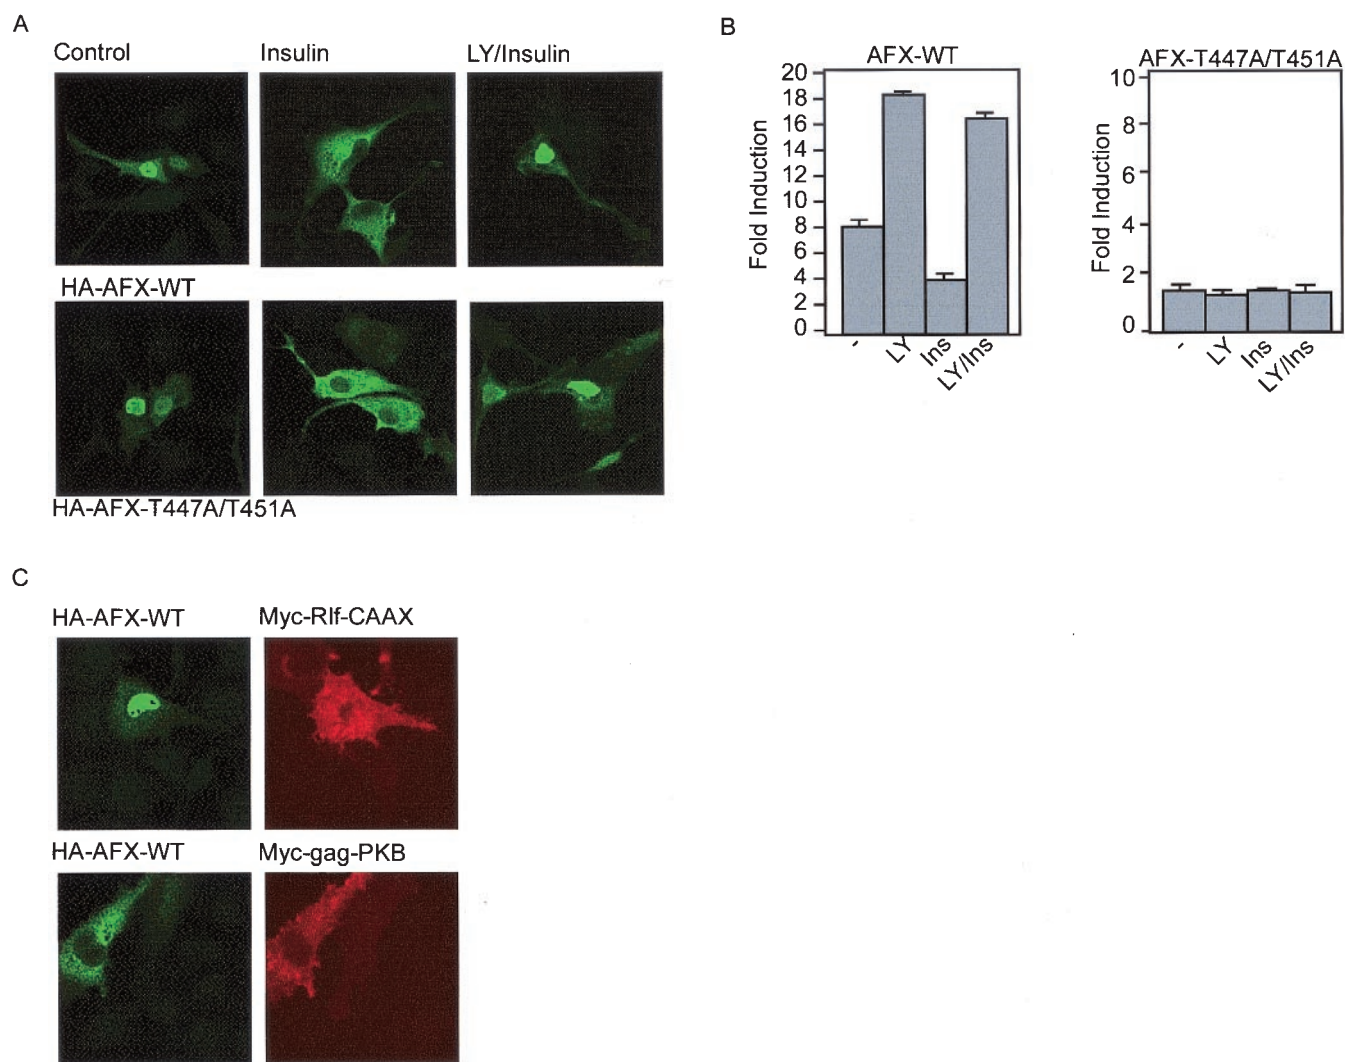 A
Control
Insulin
LY/Insulin
HA-AFX-WT
HA-AFX-T447A/T451A
B
AFX-WT
Fold Induction
20
18
16
14
12
10
8
6
4
2
0
-
LY
Ins
LY/Ins
AFX-T447A/T451A
Fold Induction
10
8
6
4
2
0
-
LY
Ins
LY/Ins
C
HA-AFX-WT
Myc-Rlf-CAAX
HA-AFX-WT
Myc-gag-PKB